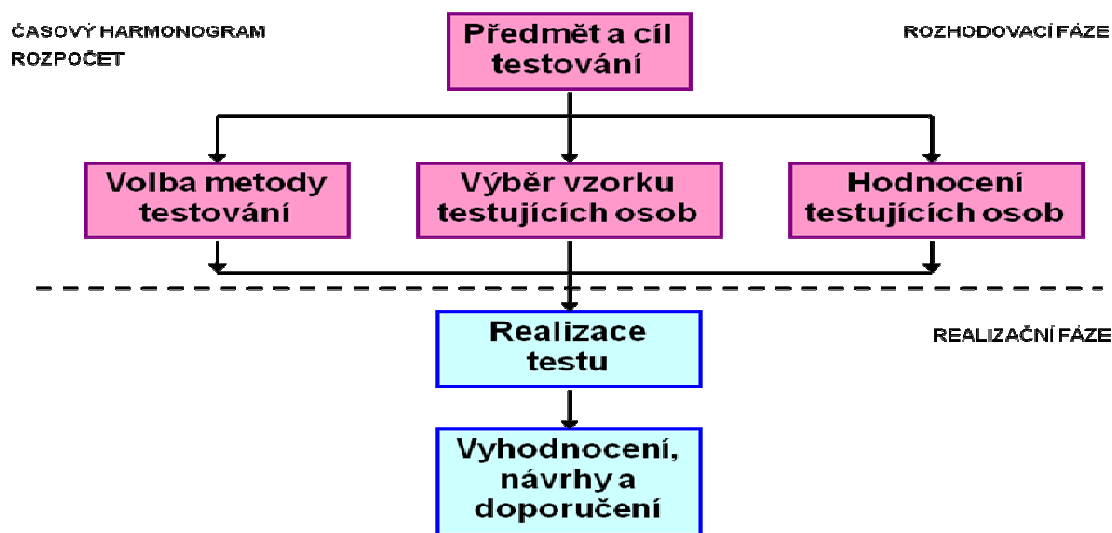 ČASOVÝ HARMONOGRAM
ROZPOČET
Předmět a cíl
testování
ROZHODOVACÍ FÁZE
Volba metody
testování
Výběr vzorku
testujících osob
Hodnocení
testujících osob
Realizace
testu
REALIZAČNÍ FÁZE
Vyhodnocení,
návrhy a
doporučení